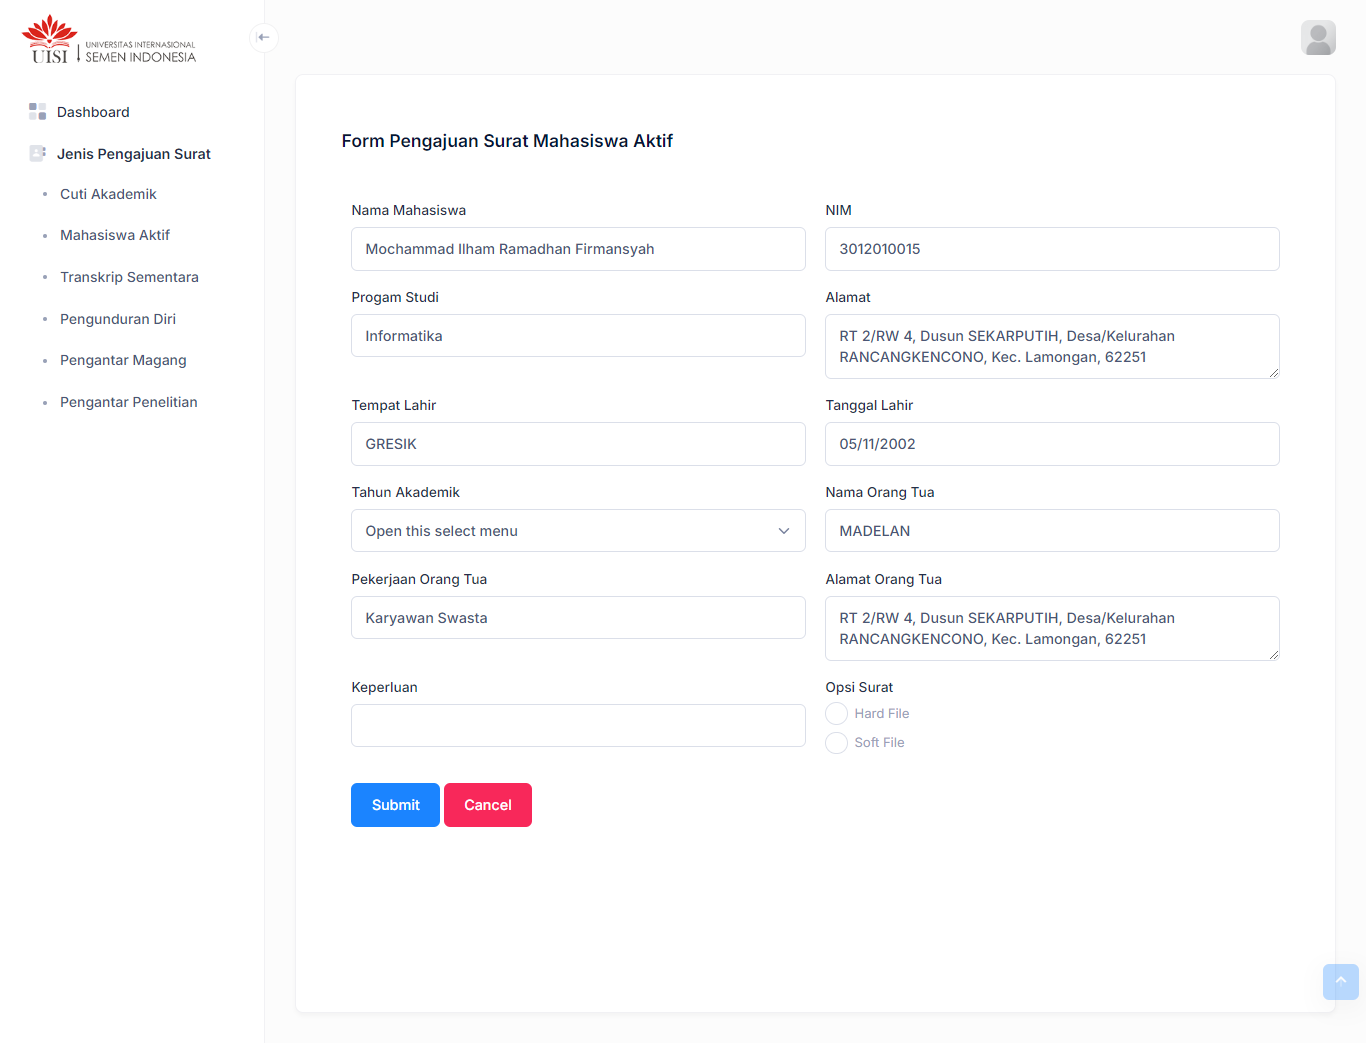 UISI
UNIVERSITAS INTERNASIONAL
SEMEN INDONESIA
Dashboard
Jenis Pengajuan Surat
Cuti Akademik
Mahasiswa Aktif
Transkrip Sementara
Pengunduran Diri
Pengantar Magang
Pengantar Penelitian
Form Pengajuan Surat Mahasiswa Aktif
Nama Mahasiswa
Mochammad Ilham Ramadhan Firmansyah
NIM
3012010015
Progam Studi
Informatika
Alamat
RT 2/RW 4, Dusun SEKARPUTIH, Desa/Kelurahan
RANCANGKENCONO, Kec. Lamongan, 62251
Tempat Lahir
GRESIK
Tanggal Lahir
05/11/2002
Tahun Akademik
Open this select menu
Nama Orang Tua
MADELAN
Pekerjaan Orang Tua
Karyawan Swasta
Alamat Orang Tua
RT 2/RW 4, Dusun SEKARPUTIH, Desa/Kelurahan
RANCANGKENCONO, Kec. Lamongan, 62251
Keperluan
Opsi Surat
Hard File
Soft File
Submit
Cancel